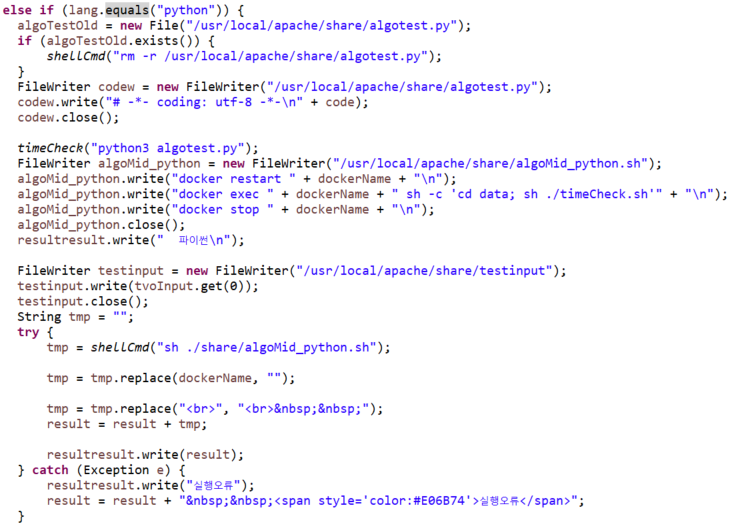 else if (lang.equals("python")) {
algoTestOld = new File("/usr/local/apache/share/algotest.py");
if (algoTestOld.exists()) {
shellCmd("rm -r /usr/local/apache/share/algotest.py");
}
FileWriter codew = new FileWriter("/usr/local/apache/share/algotest.py");
codew.write("# -*- coding: utf-8 -*-\n" + code);
codew.close();
timeCheck("python3 algotest.py");
FileWriter algoMid_python = new FileWriter("/usr/local/apache/share/algoMid_python.sh");
algoMid_python.write("docker restart " + dockerName + "\n");
algoMid_python.write("docker exec " + dockerName + " sh -c 'cd data; sh ./timeCheck.sh'" + "\n");
algoMid_python.write("docker stop " + dockerName + "\n");
algoMid_python.close();
resultresult.write("  파이썬\n");
FileWriter testinput = new FileWriter("/usr/local/apache/share/testinput");
testinput.write(tvoInput.get(0));
testinput.close();
String tmp = "";
try {
tmp = shellCmd("sh ./share/algoMid_python.sh");
tmp = tmp.replace(dockerName, "");
tmp = tmp.replace("<br>", "<br>&nbsp;&nbsp;");
result = result + tmp;
resultresult.write(result);
} catch (Exception e) {
resultresult.write("실행오류");
result = result + "&nbsp;&nbsp;<span style='color:#E06B74'>실행오류</span>";
}